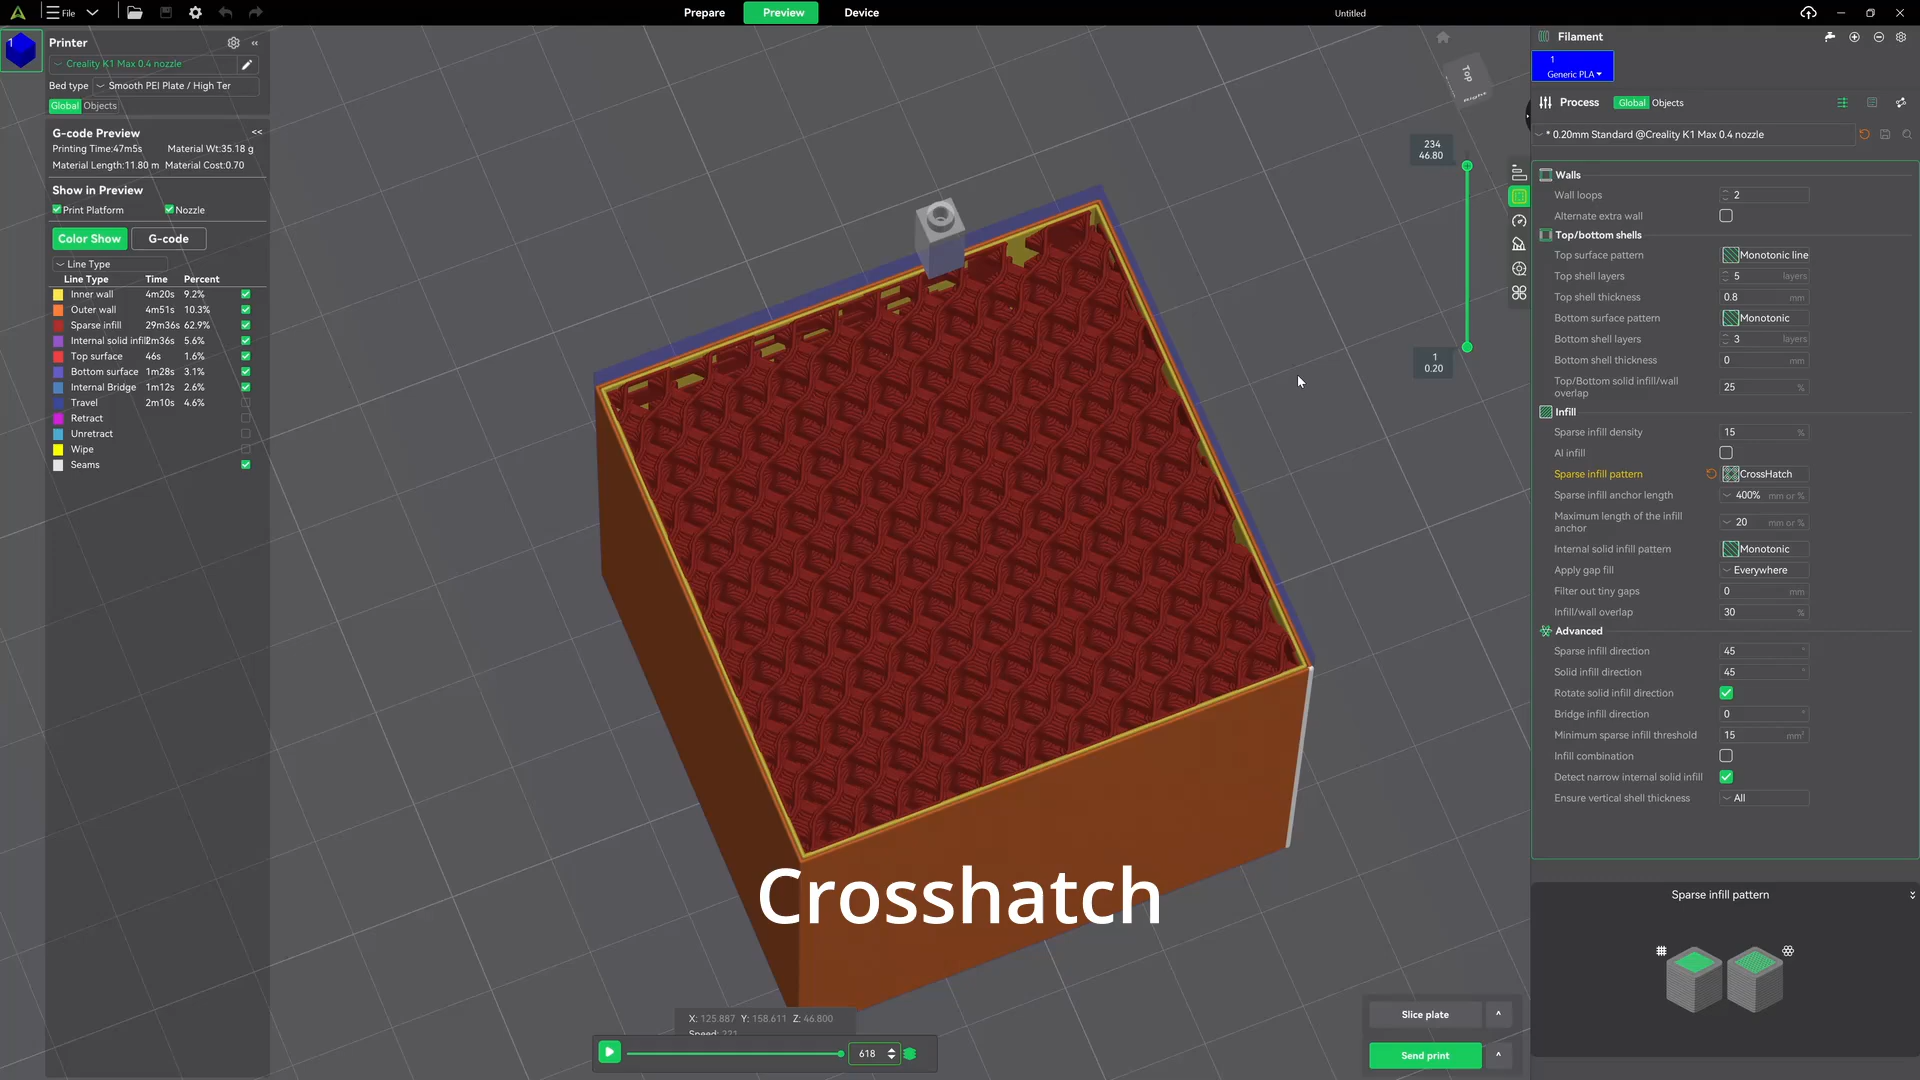 File
Prepare
Preview
Device
Untitled
1
Printer
Creality K1 Max 0.4 nozzle
Bed type
Smooth PEI Plate / High Ter
Global Objects
G-code Preview
<<
Printing Time:47m5s Material Wt:35.18 g
Material Length:11.80 m Material Cost:0.70
Show in Preview
Print Platform Nozzle
Color Show G-code
Line Type
Line Type Time Percent
Inner wall 4m20s 9.2%
Outer wall 4m51s 10.3%
Sparse infill 29m36s 62.9%
Internal solid infill 2m36s 5.6%
Top surface 46s 1.6%
Bottom surface 1m28s 3.1%
Internal Bridge 1m12s 2.6%
Travel 2m10s 4.6%
Retract
Unretract
Wipe
Seams
Top
Right
234
46.80
1
0.20
Crosshatch
X: 125.887 Y: 158.611 Z: 46.800
Speed: 321
618
Slice plate
Send print
Filament
1
Generic PLA
Process Global Objects
* 0.20mm Standard @Creality K1 Max 0.4 nozzle
Walls
Wall loops 2
Alternate extra wall
Top/bottom shells
Top surface pattern Monotonic line
Top shell layers 5 layers
Top shell thickness 0.8 mm
Bottom surface pattern Monotonic
Bottom shell layers 3 layers
Bottom shell thickness 0 mm
Top/Bottom solid infill/wall
overlap 25 %
Infill
Sparse infill density 15 %
AI infill
Sparse infill pattern CrossHatch
Sparse infill anchor length 400% mm or %
Maximum length of the infill
anchor 20 mm or %
Internal solid infill pattern Monotonic
Apply gap fill Everywhere
Filter out tiny gaps 0 mm
Infill/wall overlap 30 %
Advanced
Sparse infill direction 45 °
Solid infill direction 45 °
Rotate solid infill direction
Bridge infill direction 0 °
Minimum sparse infill threshold 15 mm²
Infill combination
Detect narrow internal solid infill
Ensure vertical shell thickness All
Sparse infill pattern